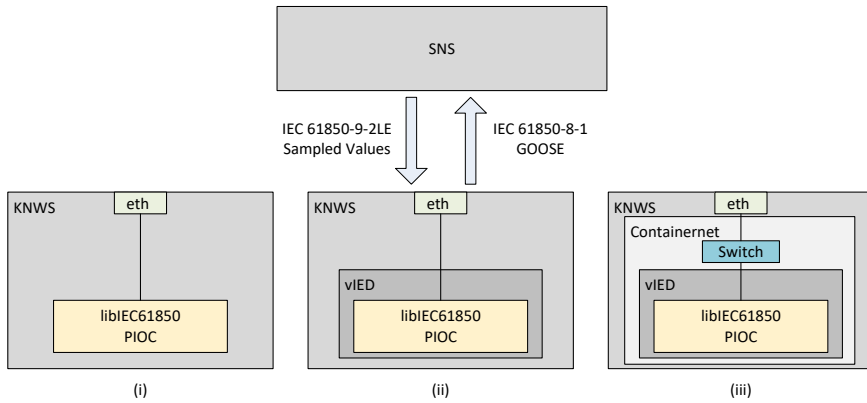 SNS
IEC 61850-9-2LE
Sampled Values
IEC 61850-8-1
GOOSE
KNWS
eth
libIEC61850
PIOC
(i)
KNWS
eth
vIED
libIEC61850
PIOC
(ii)
KNWS
eth
Containernet
Switch
vIED
libIEC61850
PIOC
(iii)